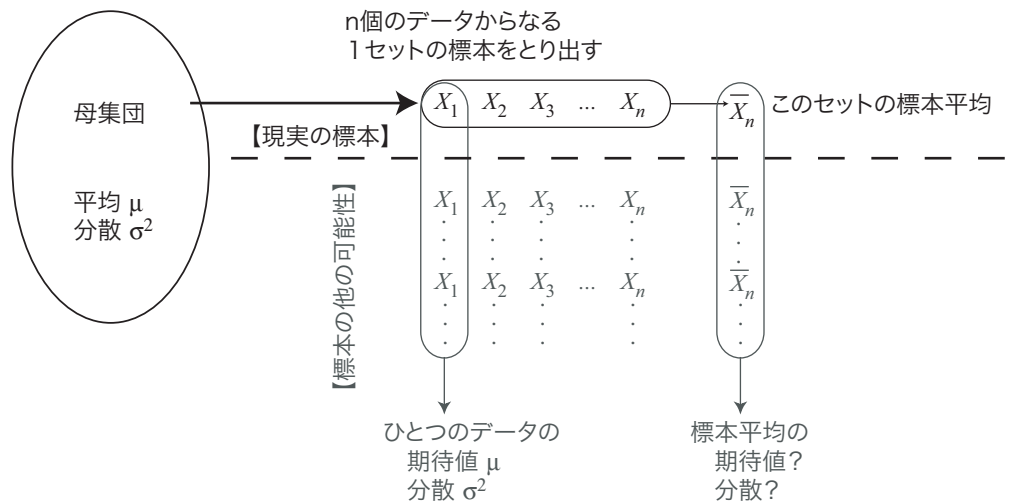 n個のデータからなる
1セットの標本をとり出す
母集団
X₁ X₂ X₃ ... Xₙ
X̅ₙ
このセットの標本平均
【現実の標本】
平均 μ
分散 σ²
【標本の他の可能性】
X₁ X₂ X₃ ... Xₙ X̅ₙ
X₁ X₂ X₃ ... Xₙ X̅ₙ
ひとつのデータの
期待値 μ
分散 σ²
標本平均の
期待値?
分散?